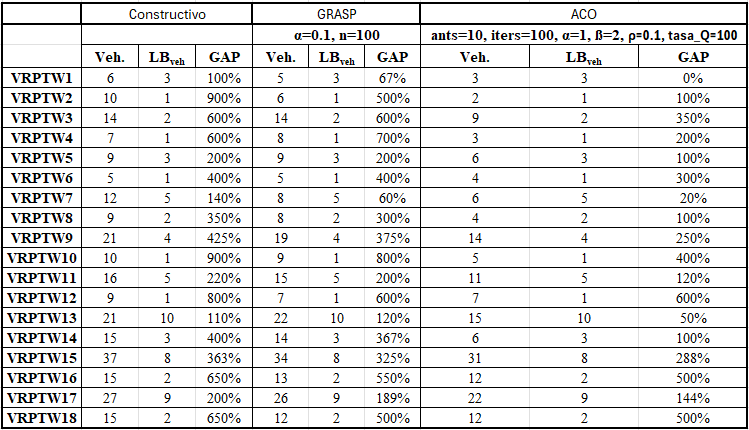 Constructivo GRASP ACO
α=0.1, n=100 ants=10, iters=100, α=1, ß=2, ρ=0.1, tasa_Q=100
Veh. LBveh GAP Veh. LBveh GAP Veh. LBveh GAP
VRPTW1 6 3 100% 5 3 67% 3 3 0%
VRPTW2 10 1 900% 6 1 500% 2 1 100%
VRPTW3 14 2 600% 14 2 600% 9 2 350%
VRPTW4 7 1 600% 8 1 700% 3 1 200%
VRPTW5 9 3 200% 9 3 200% 6 3 100%
VRPTW6 5 1 400% 5 1 400% 4 1 300%
VRPTW7 12 5 140% 8 5 60% 6 5 20%
VRPTW8 9 2 350% 8 2 300% 4 2 100%
VRPTW9 21 4 425% 19 4 375% 14 4 250%
VRPTW10 10 1 900% 9 1 800% 5 1 400%
VRPTW11 16 5 220% 15 5 200% 11 5 120%
VRPTW12 9 1 800% 7 1 600% 7 1 600%
VRPTW13 21 10 110% 22 10 120% 15 10 50%
VRPTW14 15 3 400% 14 3 367% 6 3 100%
VRPTW15 37 8 363% 34 8 325% 31 8 288%
VRPTW16 15 2 650% 13 2 550% 12 2 500%
VRPTW17 27 9 200% 26 9 189% 22 9 144%
VRPTW18 15 2 650% 12 2 500% 12 2 500%